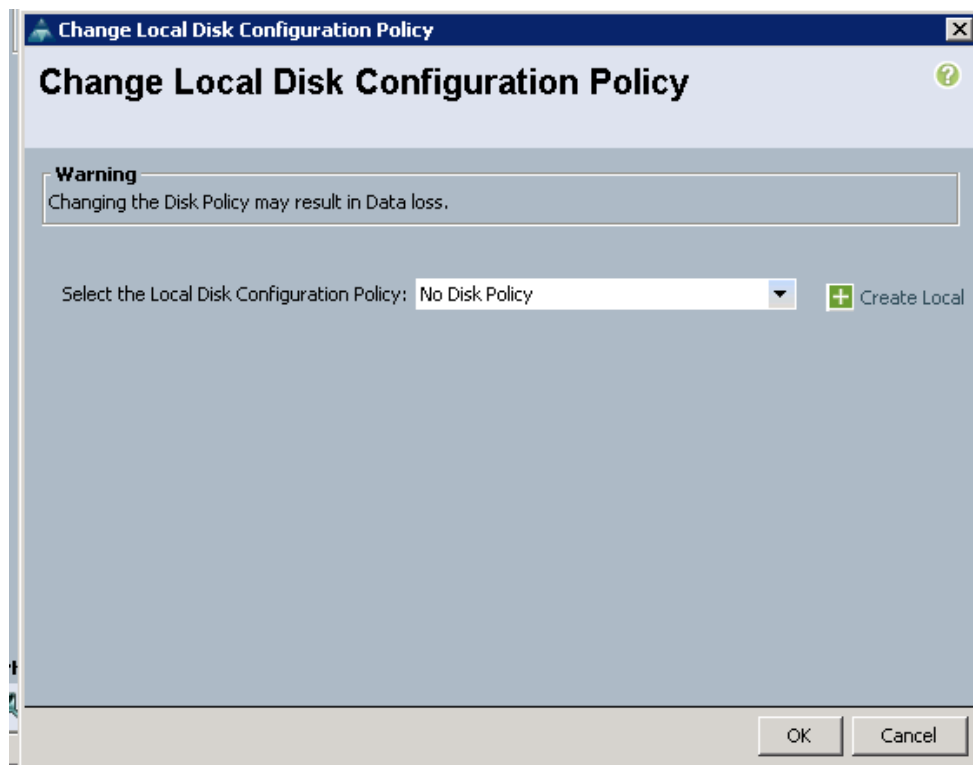 Change Local Disk Configuration Policy
Change Local Disk Configuration Policy
Warning
Changing the Disk Policy may result in Data loss.
Select the Local Disk Configuration Policy: No Disk Policy
Create Local
OK
Cancel